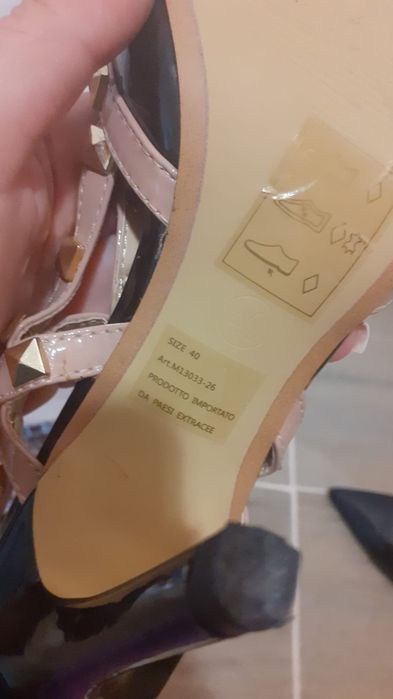 SIZE 40
Art.M13033-26
PRODOTTO IMPORTATO
DA PAESI EXTRACEE